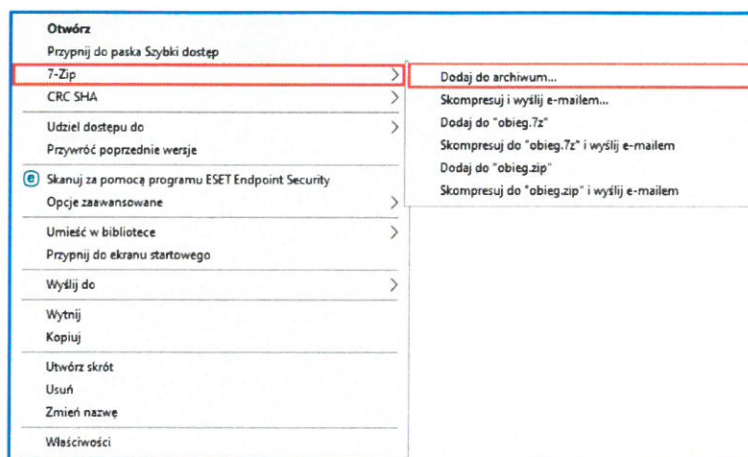 Otwórz
Przypnij do paska Szybki dostęp
7-Zip
CRC SHA
Udziel dostępu do
Przywróć poprzednie wersje
Skanuj za pomocą programu ESET Endpoint Security
Opcje zaawansowane
Umieść w bibliotece
Przypnij do ekranu startowego
Wyślij do
Wytnij
Kopiuj
Utwórz skrót
Usuń
Zmień nazwę
Właściwości
Dodaj do archiwum...
Skompresuj i wyślij e-mailem...
Dodaj do "obieg.7z"
Skompresuj do "obieg.7z" i wyślij e-mailem
Dodaj do "obieg.zip"
Skompresuj do "obieg.zip" i wyślij e-mailem